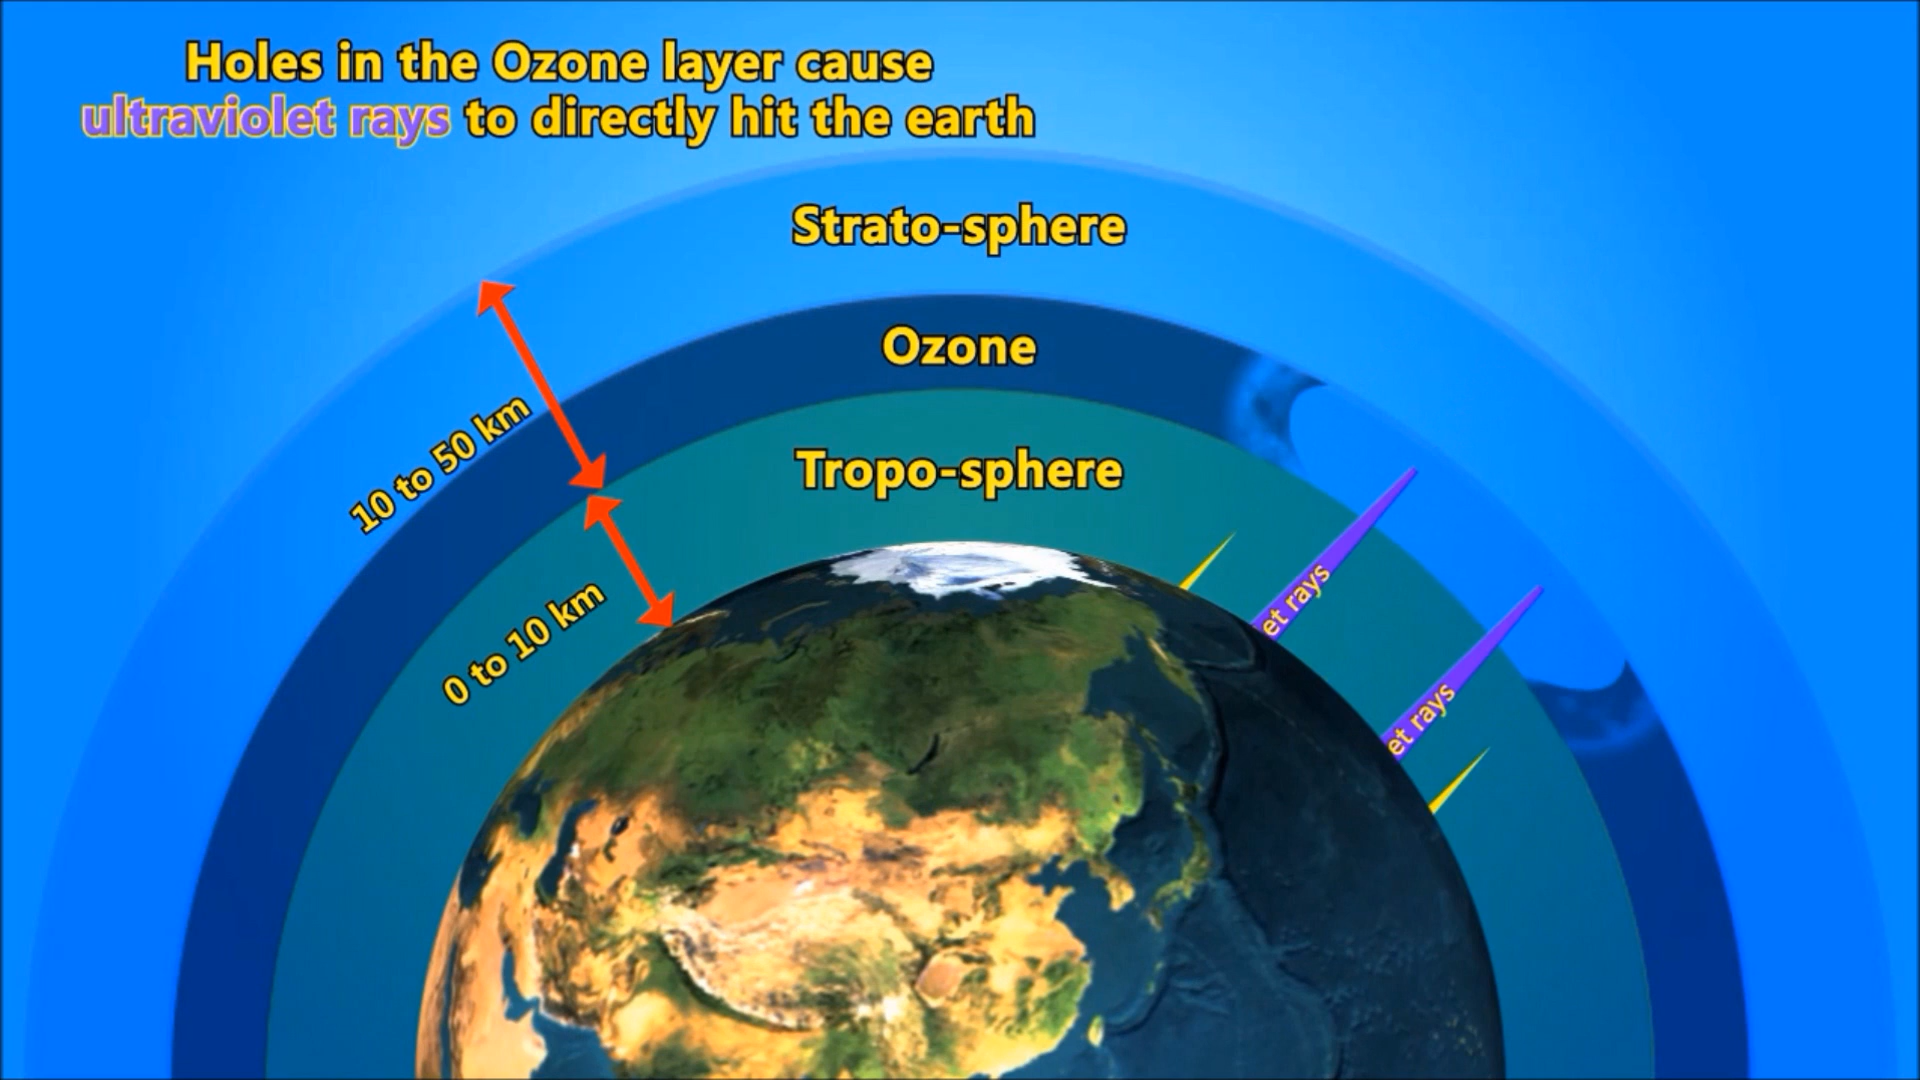 Holes in the Ozone layer cause
ultraviolet rays to directly hit the earth
Strato-sphere
Ozone
Tropo-sphere
10 to 50 km
0 to 10 km
et rays
et rays